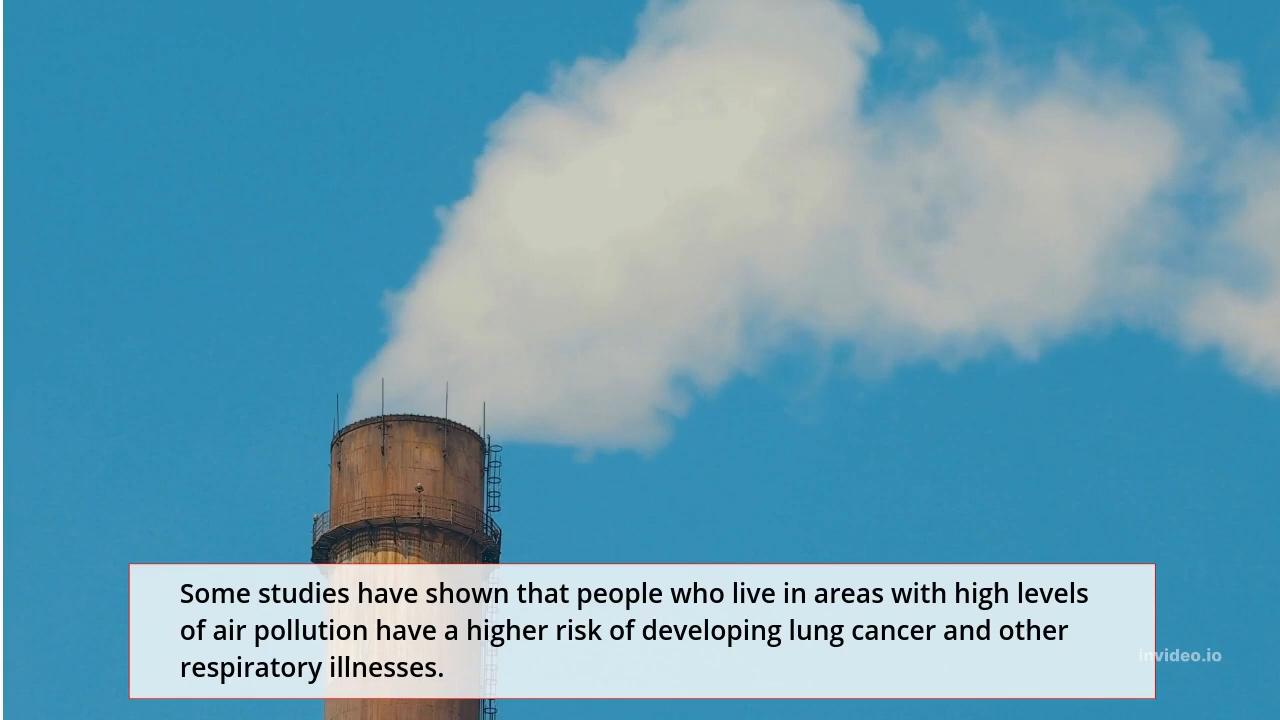 Some studies have shown that people who live in areas with high levels
of air pollution have a higher risk of developing lung cancer and other
respiratory illnesses.
invideo.io